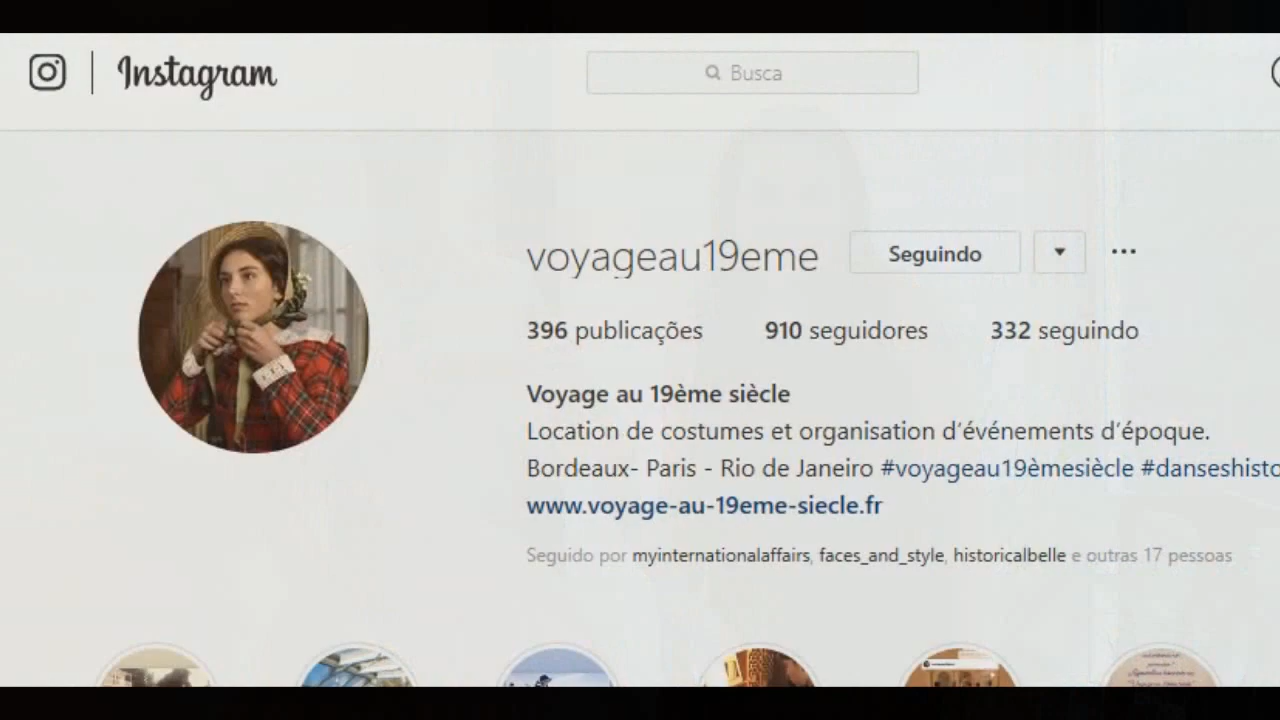 Instagram
Busca
voyageau19eme Seguindo
396 publicações 910 seguidores 332 seguindo
Voyage au 19ème siècle
Location de costumes et organisation d'événements d'époque.
Bordeaux- Paris - Rio de Janeiro #voyageau19èmesiècle #danseshisto
www.voyage-au-19eme-siecle.fr
Seguido por myinternationalaffairs, faces_and_style, historicalbelle e outras 17 pessoas